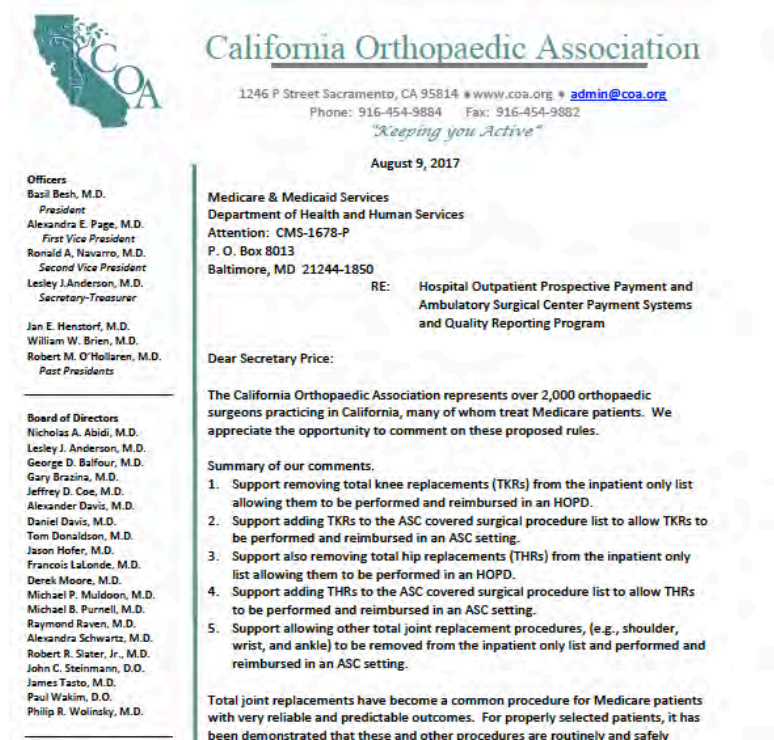 COA
California Orthopaedic Association
1246 P Street Sacramento, CA 95814 ♦ www.coa.org ♦ admin@coa.org
Phone: 916-454-9884 Fax: 916-454-9882
"Keeping you Active"
August 9, 2017
Officers
Basil Besh, M.D.
President
Alexandra E. Page, M.D.
First Vice President
Ronald A, Navarro, M.D.
Second Vice President
Lesley J.Anderson, M.D.
Secretary-Treasurer
Jan E. Henstorf, M.D.
William W. Brien, M.D.
Robert M. O'Hollaren, M.D.
Past Presidents
Board of Directors
Nicholas A. Abidi, M.D.
Lesley J. Anderson, M.D.
George D. Balfour, M.D.
Gary Brazina, M.D.
Jeffrey D. Coe, M.D.
Alexander Davis, M.D.
Daniel Davis, M.D.
Tom Donaldson, M.D.
Jason Hofer, M.D.
Francois LaLonde, M.D.
Derek Moore, M.D.
Michael P. Muldoon, M.D.
Michael B. Purnell, M.D.
Raymond Raven, M.D.
Alexandra Schwartz, M.D.
Robert R. Slater, Jr., M.D.
John C. Steinmann, D.O.
James Tasto, M.D.
Paul Wakim, D.O.
Philip R. Wolinsky, M.D.
Medicare & Medicaid Services
Department of Health and Human Services
Attention: CMS-1678-P
P. O. Box 8013
Baltimore, MD 21244-1850
RE: Hospital Outpatient Prospective Payment and
Ambulatory Surgical Center Payment Systems
and Quality Reporting Program
Dear Secretary Price:
The California Orthopaedic Association represents over 2,000 orthopaedic
surgeons practicing in California, many of whom treat Medicare patients. We
appreciate the opportunity to comment on these proposed rules.
Summary of our comments.
1. Support removing total knee replacements (TKRs) from the inpatient only list
allowing them to be performed and reimbursed in an HOPD.
2. Support adding TKRs to the ASC covered surgical procedure list to allow TKRs to
be performed and reimbursed in an ASC setting.
3. Support also removing total hip replacements (THRs) from the inpatient only
list allowing them to be performed in an HOPD.
4. Support adding THRs to the ASC covered surgical procedure list to allow THRs
to be performed and reimbursed in an ASC setting.
5. Support allowing other total joint replacement procedures, (e.g., shoulder,
wrist, and ankle) to be removed from the inpatient only list and performed and
reimbursed in an ASC setting.
Total joint replacements have become a common procedure for Medicare patients
with very reliable and predictable outcomes. For properly selected patients, it has
been demonstrated that these and other procedures are routinely and safely